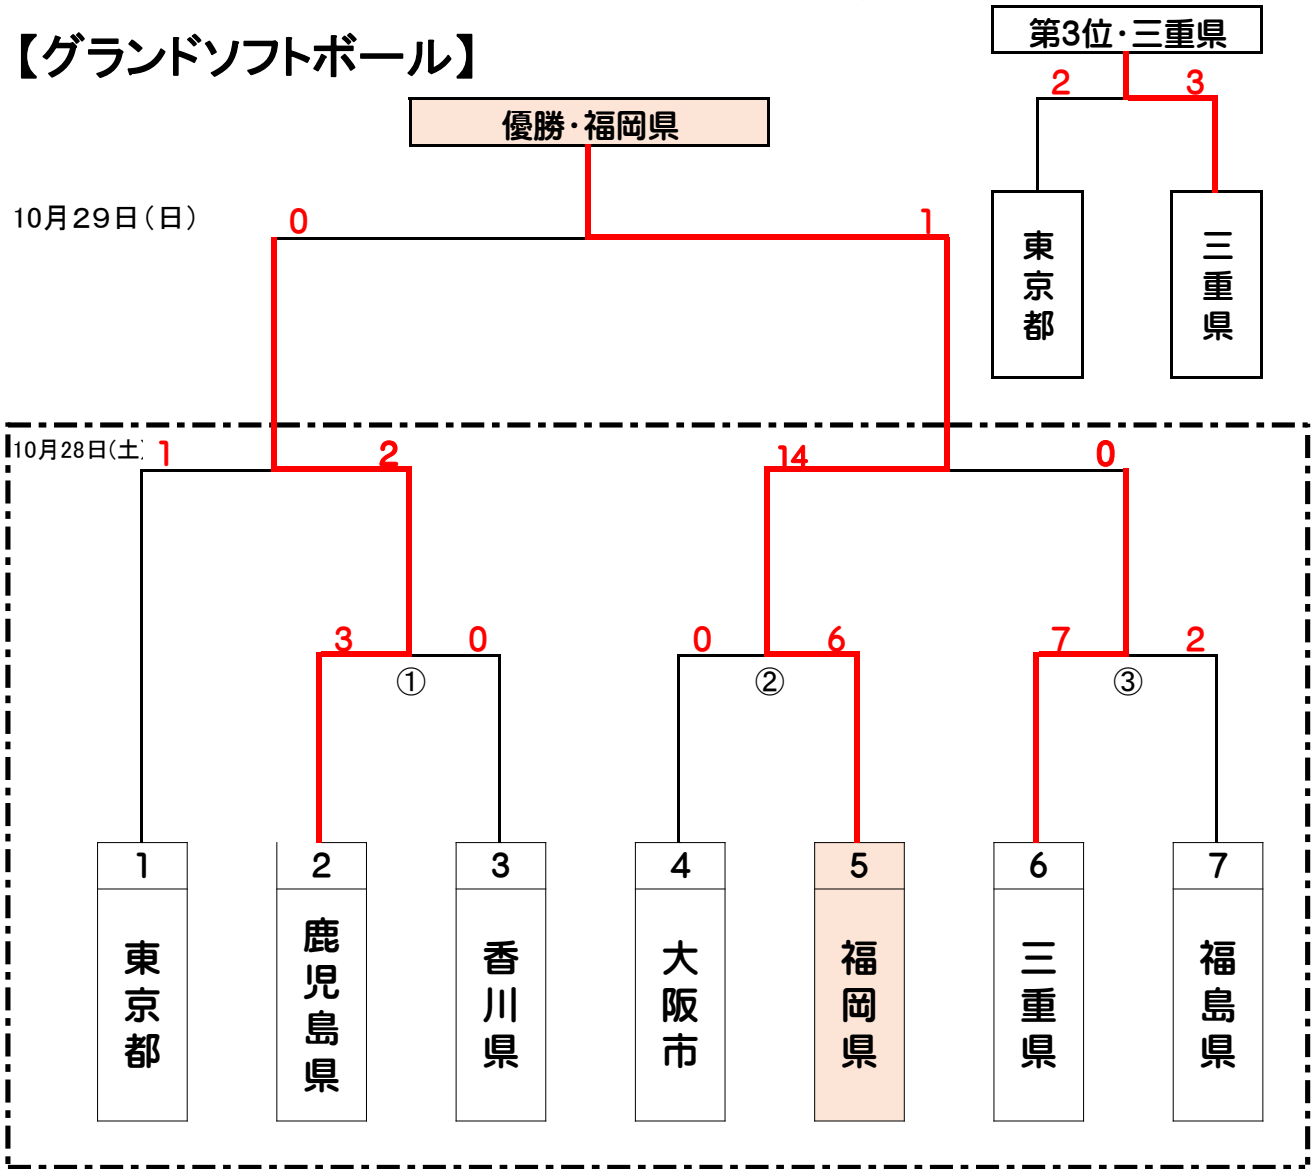 【グランドソフトボール】
第3位・三重県
2 3
優勝・福岡県
10月29日（日）
0 1
東京都
三重県
10月28日(土)
1 2 14 0
3 0 0 6 7 2
① ② ③
1 2 3 4 5 6 7
東京都
鹿児島県
香川県
大阪市
福岡県
三重県
福島県